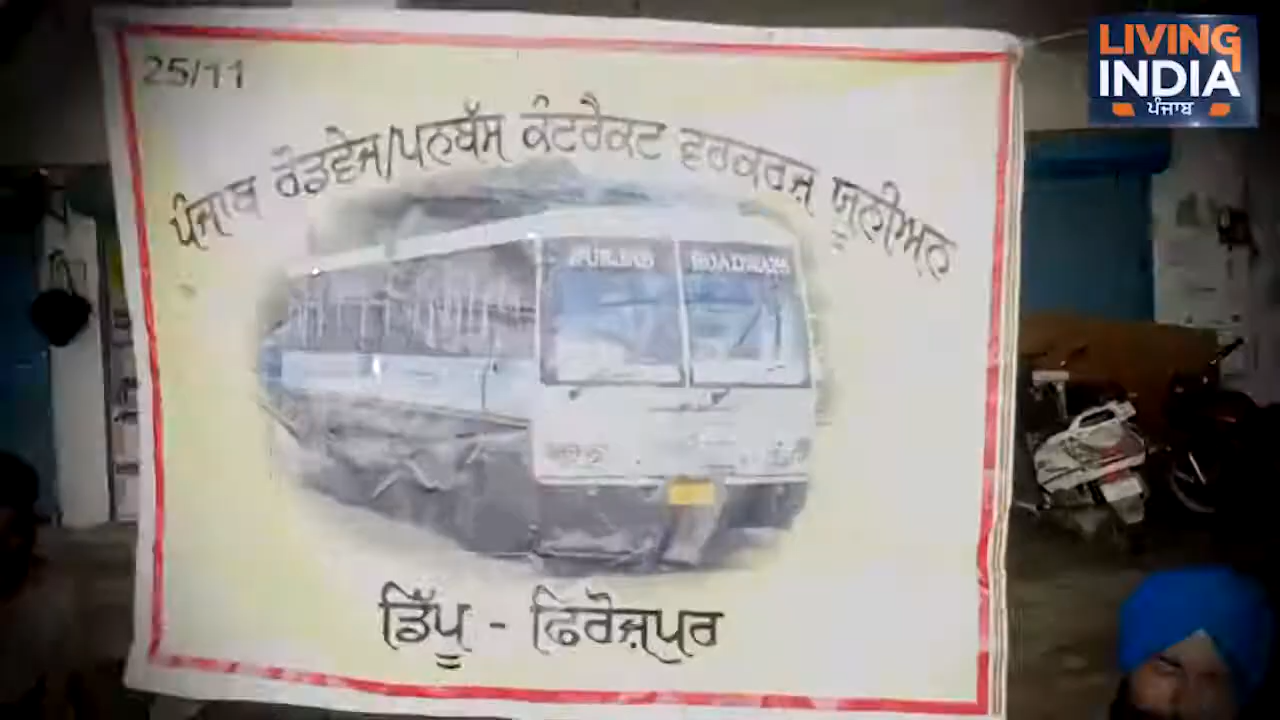 LIVING
INDIA
ਪੰਜਾਬ
25/11
ਪੰਜਾਬ ਰੋਡਵੇਜ/ਪਨਬੱਸ ਕੰਟਰੈਕਟ ਵਰਕਰਜ਼ ਯੂਨੀਅਨ
PUNJAB ROADWAYS
ਡਿੱਪੂ - ਫਿਰੋਜ਼ਪੁਰ